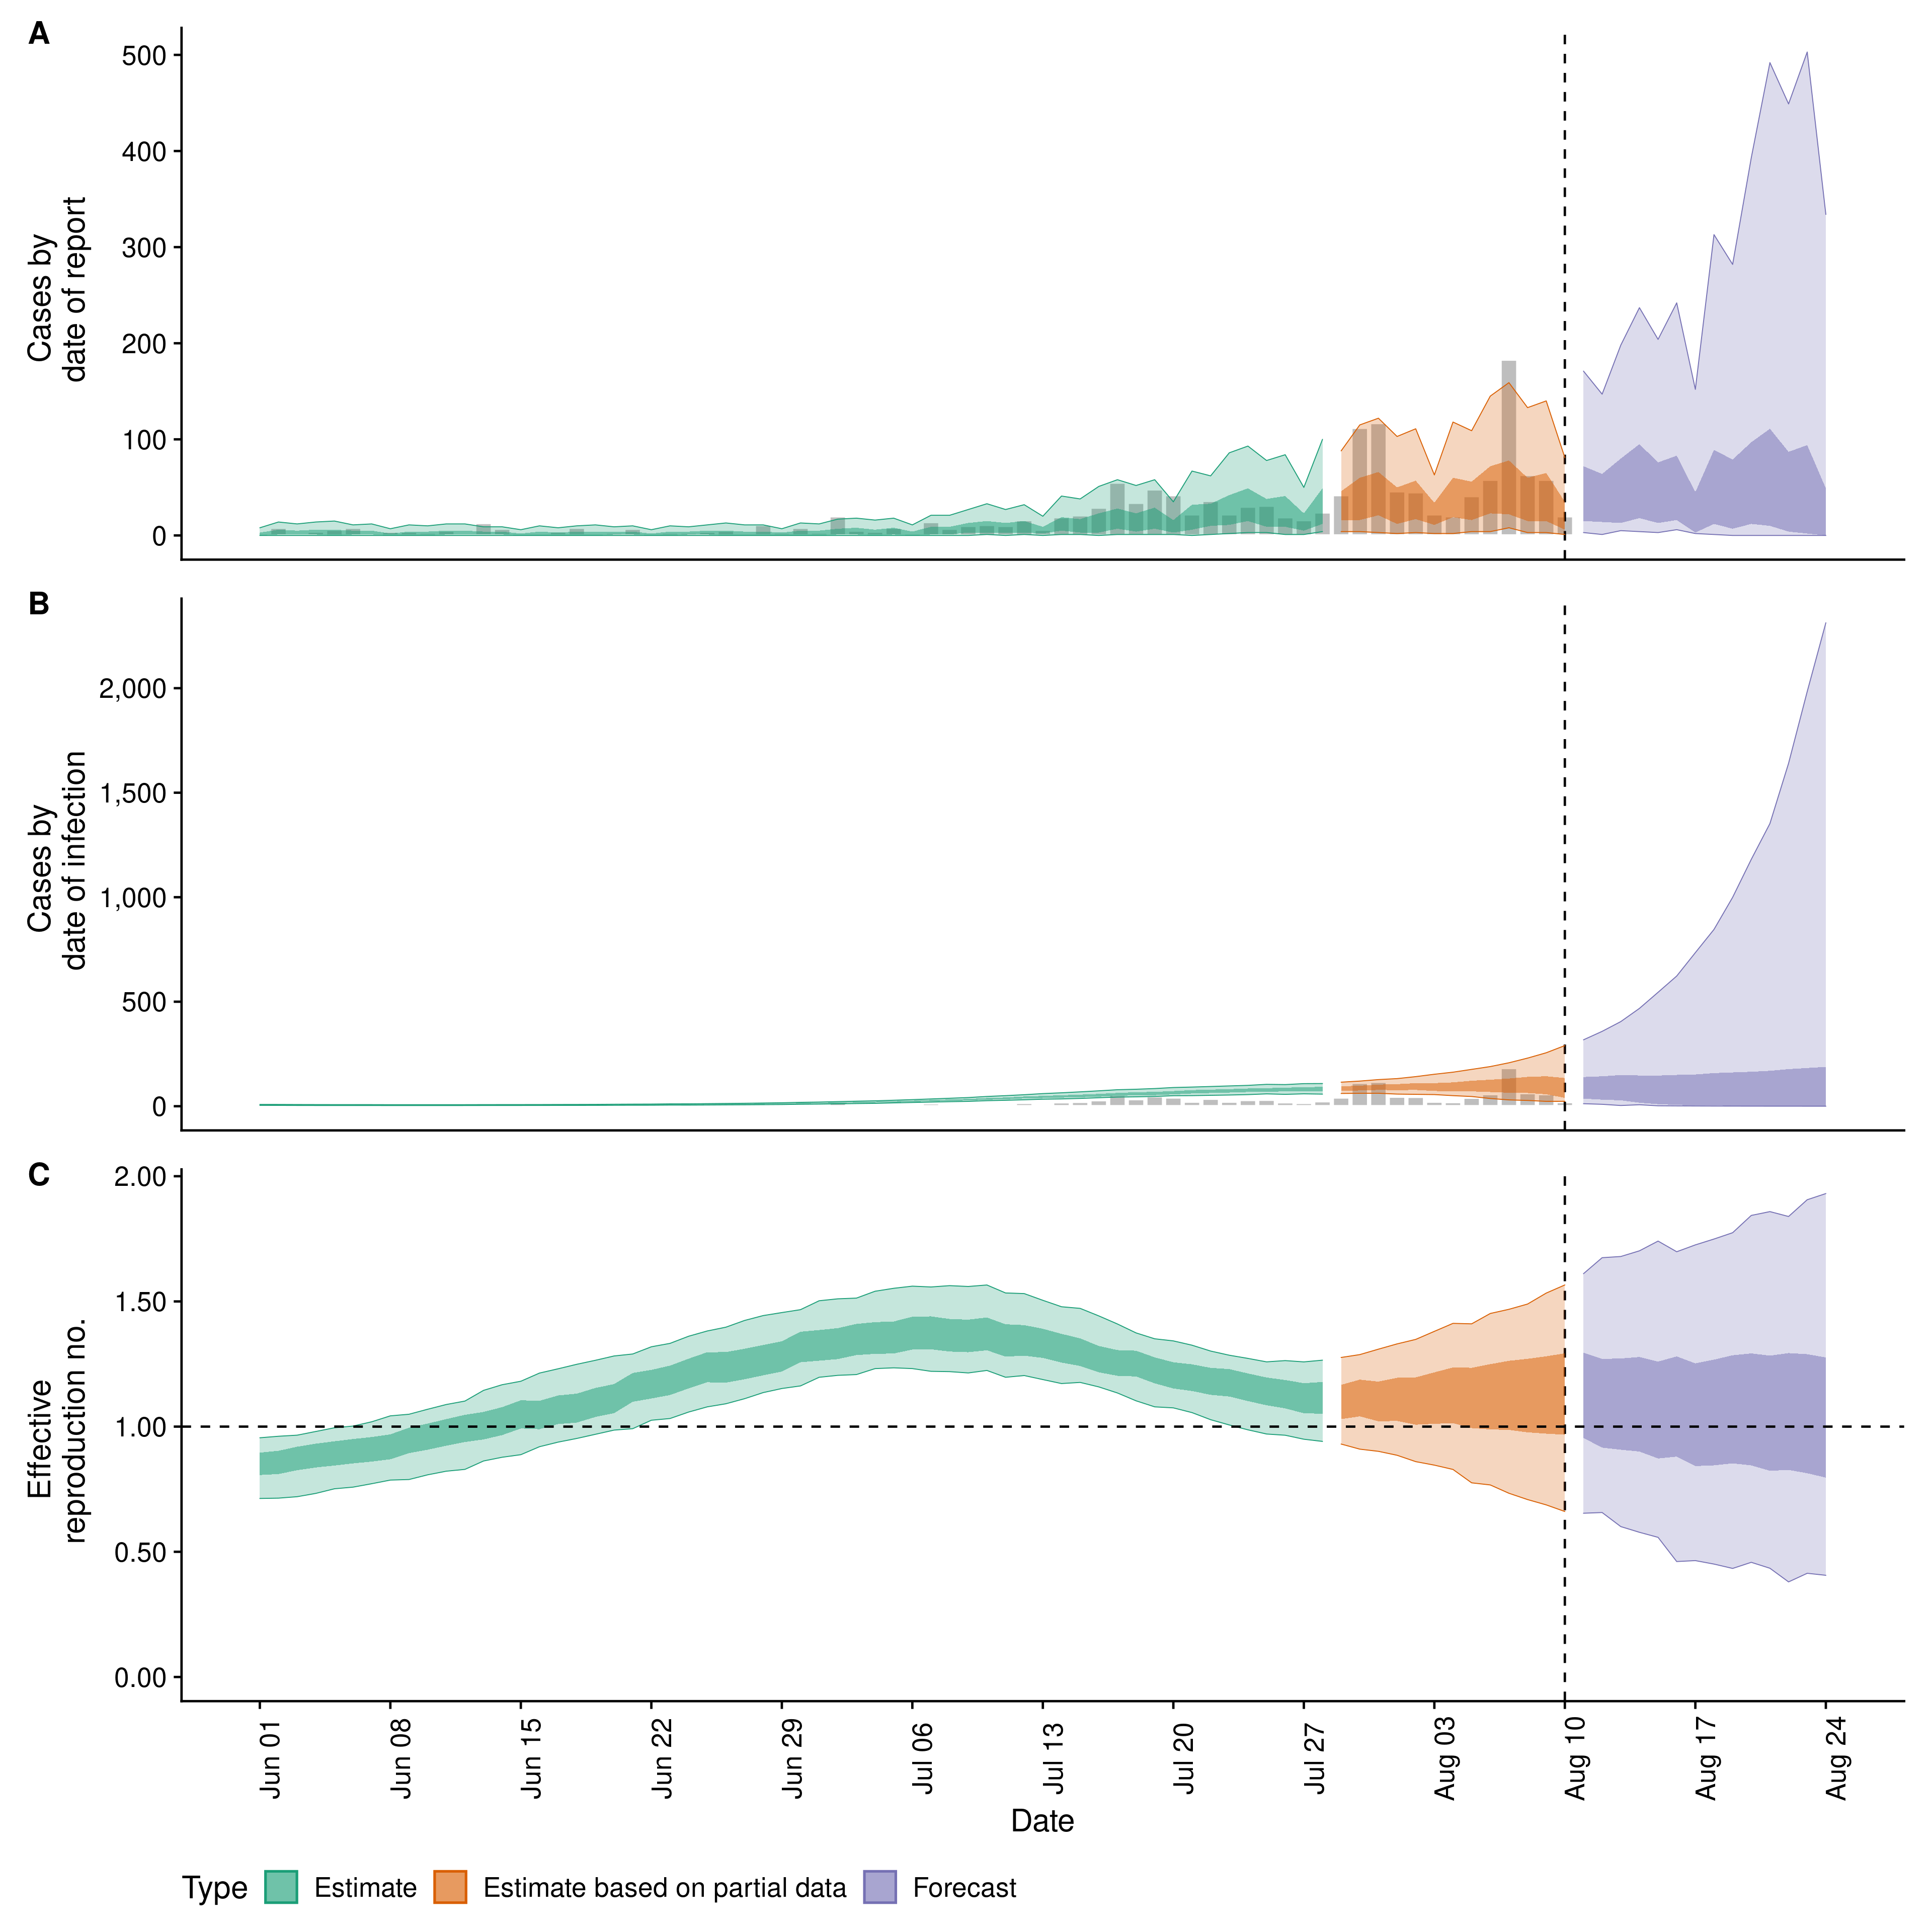 A
500
400
300
200
100
0
Cases by
date of report
B
2,000
1,500
1,000
500
0
Cases by
date of infection
C
2.00
1.50
1.00
0.50
0.00
Effective
reproduction no.
Jun 01
Jun 08
Jun 15
Jun 22
Jun 29
Jul 06
Jul 13
Jul 20
Jul 27
Aug 03
Aug 10
Aug 17
Aug 24
Date
Type Estimate Estimate based on partial data Forecast